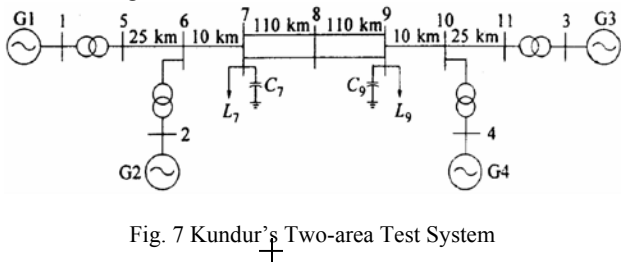 G1 1 5 25 km 6 10 km 7 110 km 8 110 km 9 10 km 10 25 km 11 3 G3
L7 C7 C9 L9
2 4
G2 G4
Fig. 7 Kundur's Two-area Test System